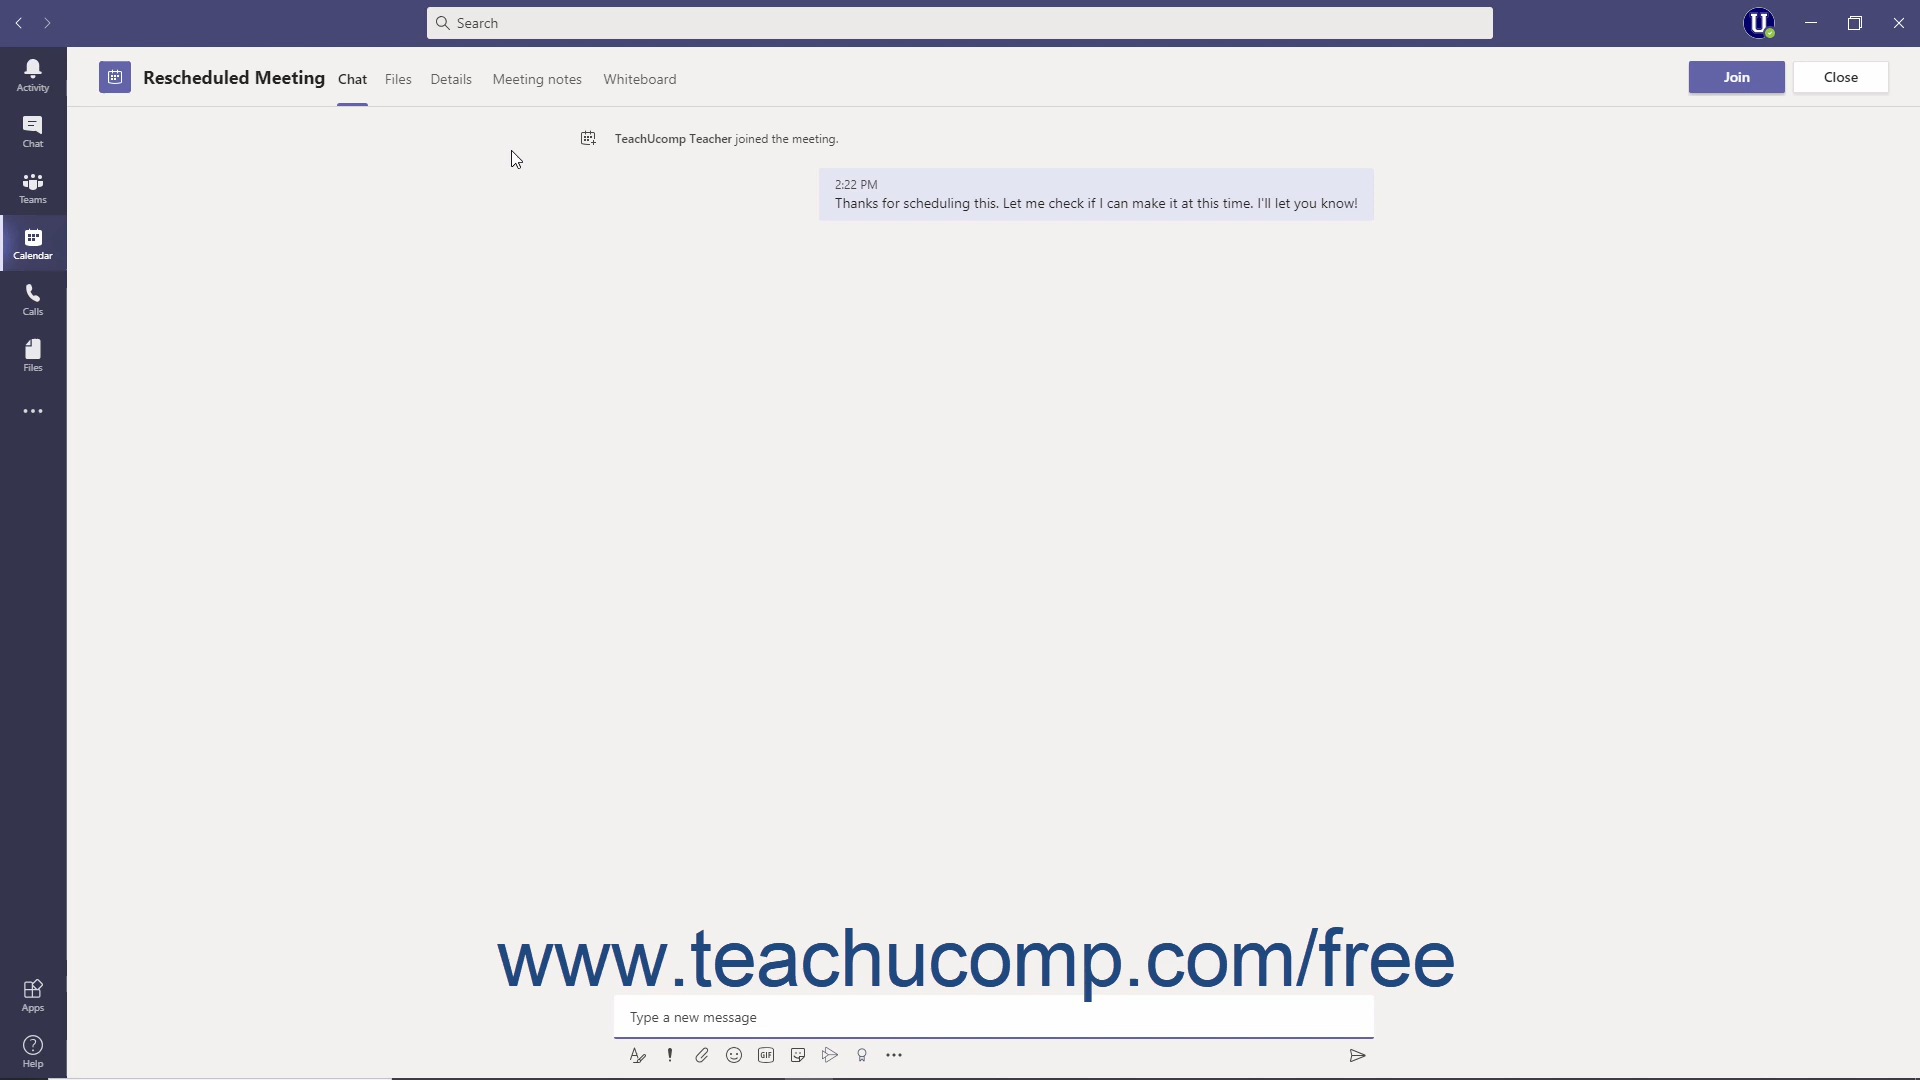 Search
U
Activity
Chat
Teams
Calendar
Calls
Files
Apps
Help
Rescheduled Meeting Chat Files Details Meeting notes Whiteboard
Join Close
TeachUcomp Teacher joined the meeting.
2:22 PM
Thanks for scheduling this. Let me check if I can make it at this time. I'll let you know!
www.teachucomp.com/free
Type a new message
GIF